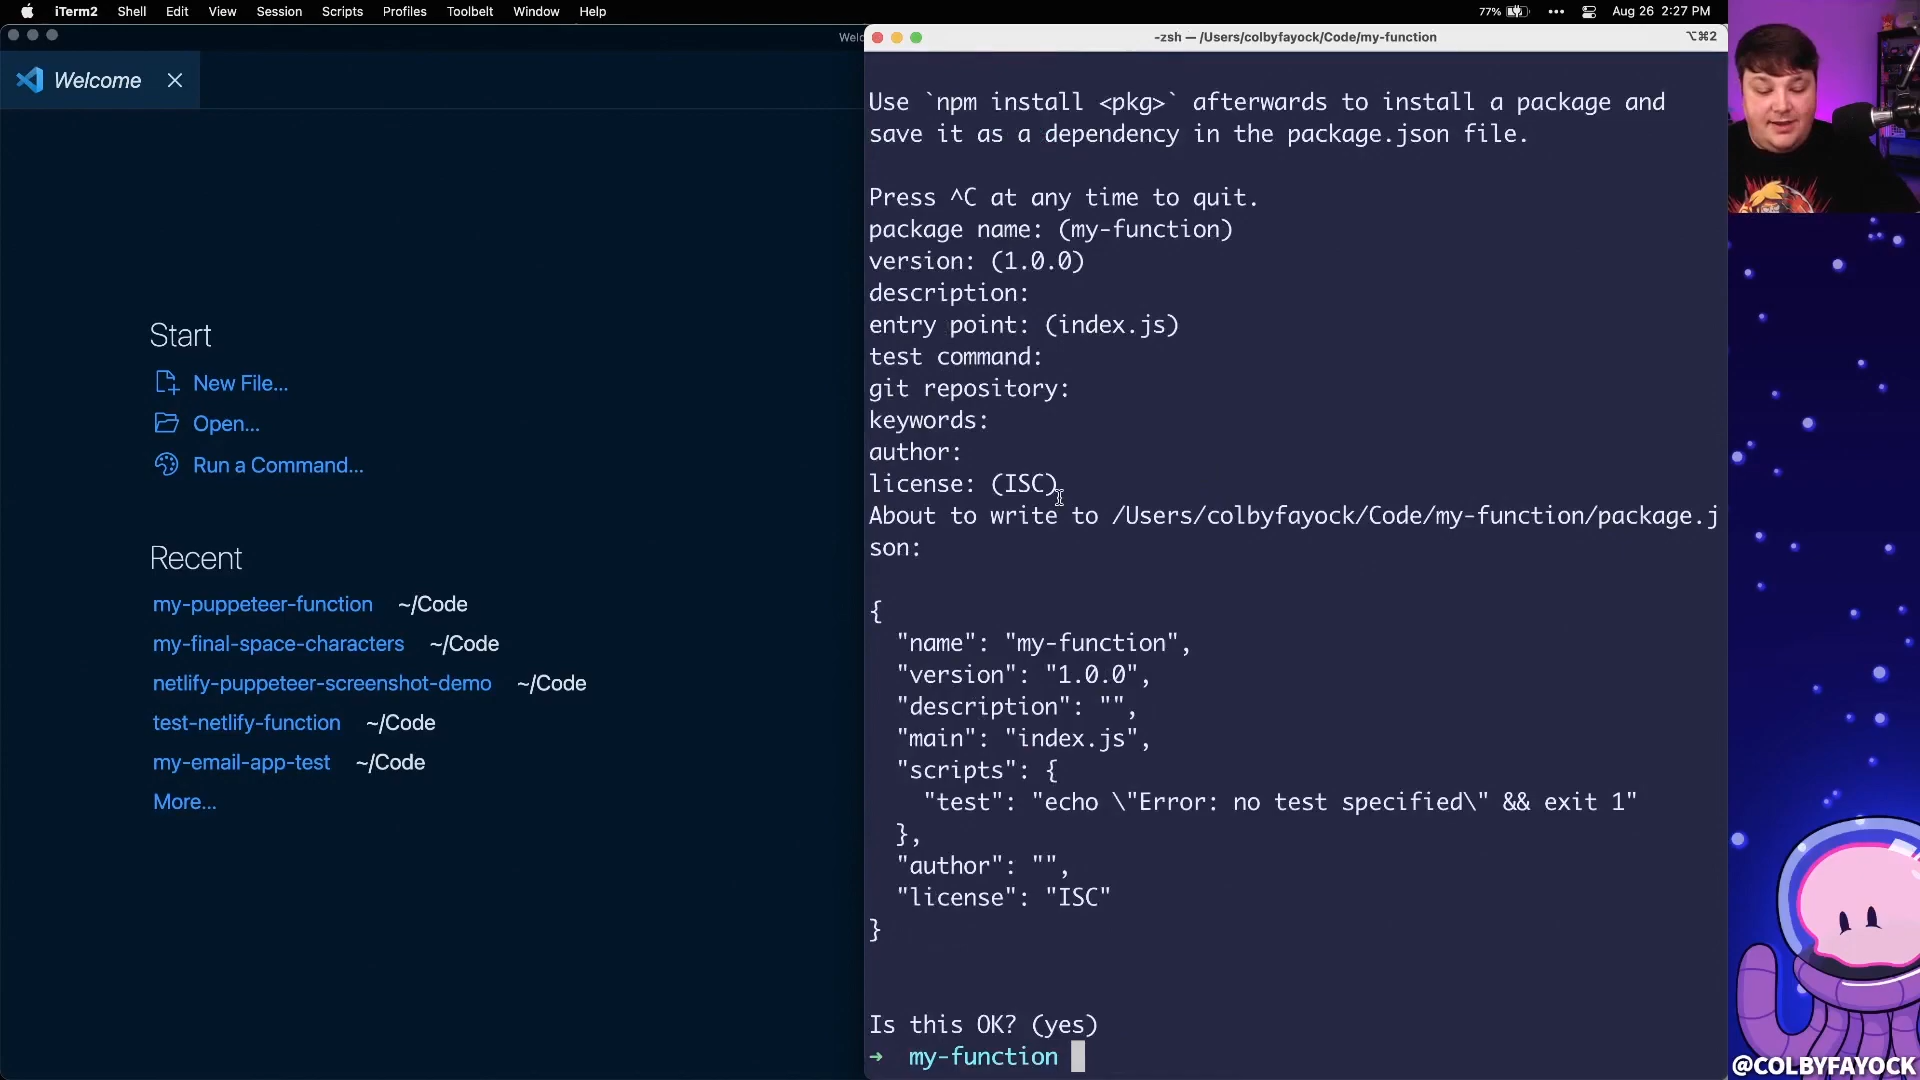 iTerm2 Shell Edit View Session Scripts Profiles Toolbelt Window Help
77% Aug 26 2:27 PM
Welc
-zsh — /Users/colbyfayock/Code/my-function
⌥⌘2
Welcome
Start
New File...
Open...
Run a Command...
Recent
my-puppeteer-function ~/Code
my-final-space-characters ~/Code
netlify-puppeteer-screenshot-demo ~/Code
test-netlify-function ~/Code
my-email-app-test ~/Code
More...
Use `npm install <pkg>` afterwards to install a package and
save it as a dependency in the package.json file.
Press ^C at any time to quit.
package name: (my-function)
version: (1.0.0)
description:
entry point: (index.js)
test command:
git repository:
keywords:
author:
license: (ISC)
About to write to /Users/colbyfayock/Code/my-function/package.j
son:
{
"name": "my-function",
"version": "1.0.0",
"description": "",
"main": "index.js",
"scripts": {
"test": "echo \"Error: no test specified\" && exit 1"
},
"author": "",
"license": "ISC"
}
Is this OK? (yes)
➜ my-function
@COLBYFAYOCK